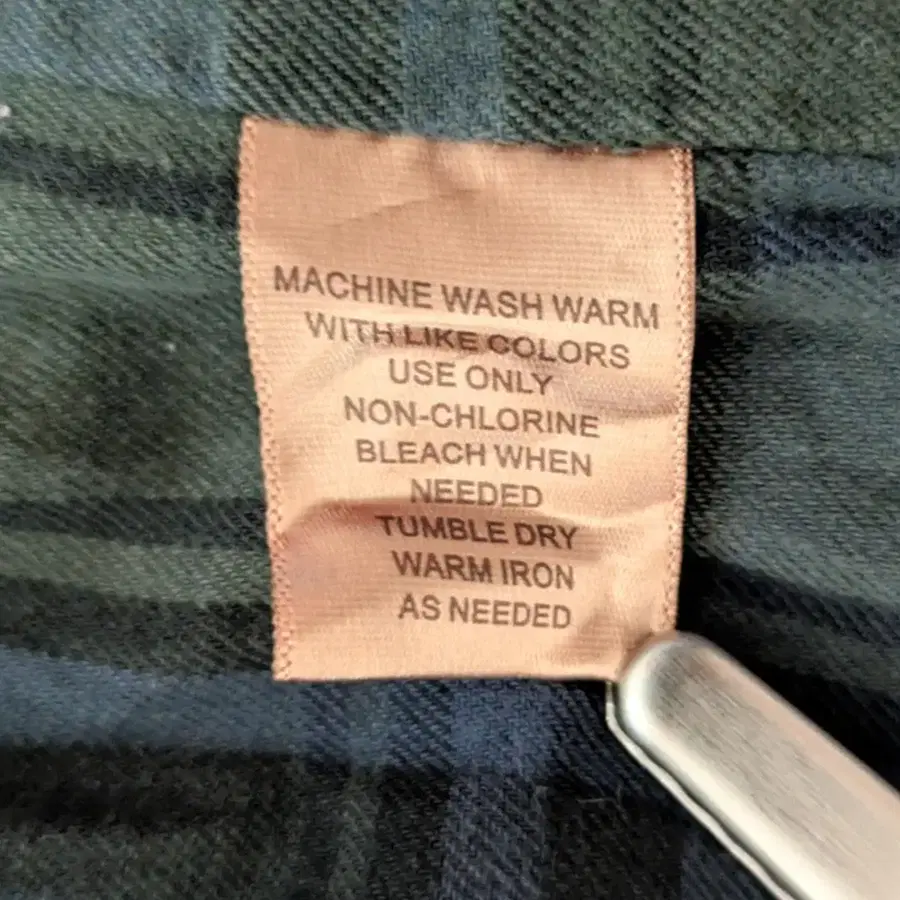 MACHINE WASH WARM
WITH LIKE COLORS
USE ONLY
NON-CHLORINE
BLEACH WHEN
NEEDED
TUMBLE DRY
WARM IRON
AS NEEDED